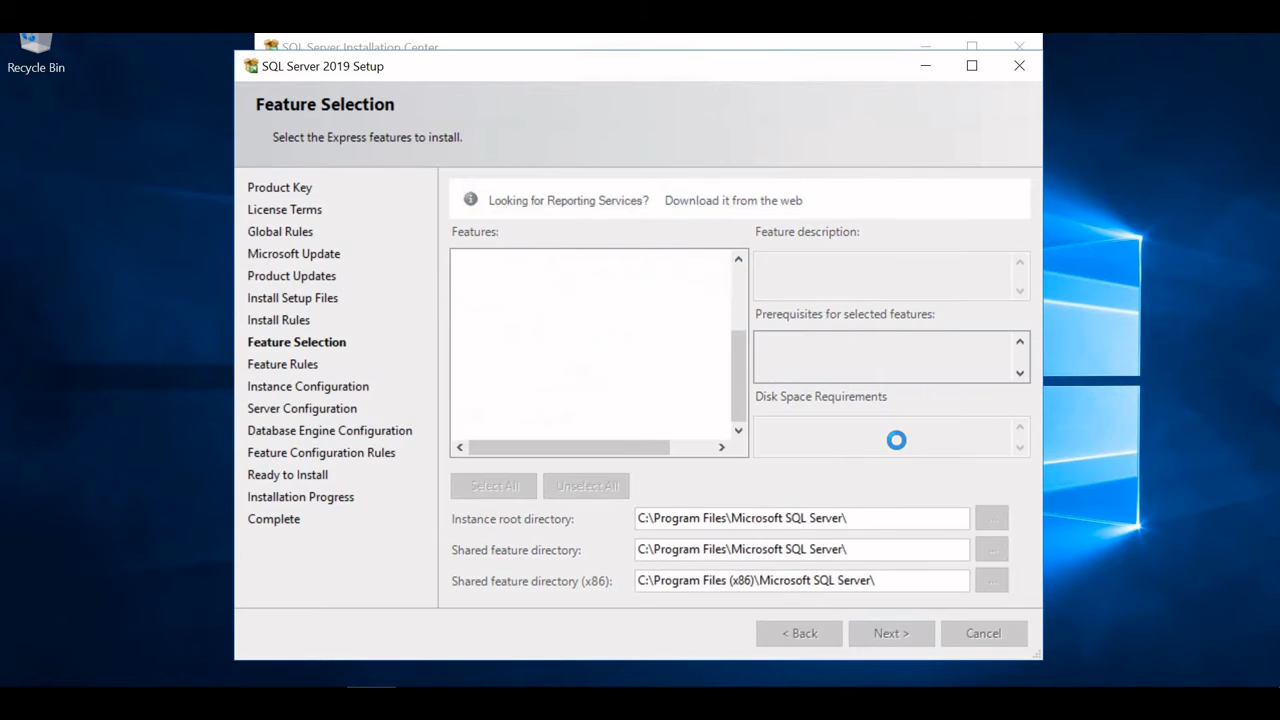 Recycle Bin
SQL Server Installation Center
SQL Server 2019 Setup
Feature Selection
Select the Express features to install.
Product Key
License Terms
Global Rules
Microsoft Update
Product Updates
Install Setup Files
Install Rules
Feature Selection
Feature Rules
Instance Configuration
Server Configuration
Database Engine Configuration
Feature Configuration Rules
Ready to Install
Installation Progress
Complete
Looking for Reporting Services? Download it from the web
Features:
Feature description:
Prerequisites for selected features:
Disk Space Requirements
Select All
Unselect All
Instance root directory: C:\Program Files\Microsoft SQL Server\ ...
Shared feature directory: C:\Program Files\Microsoft SQL Server\ ...
Shared feature directory (x86): C:\Program Files (x86)\Microsoft SQL Server\ ...
< Back
Next >
Cancel